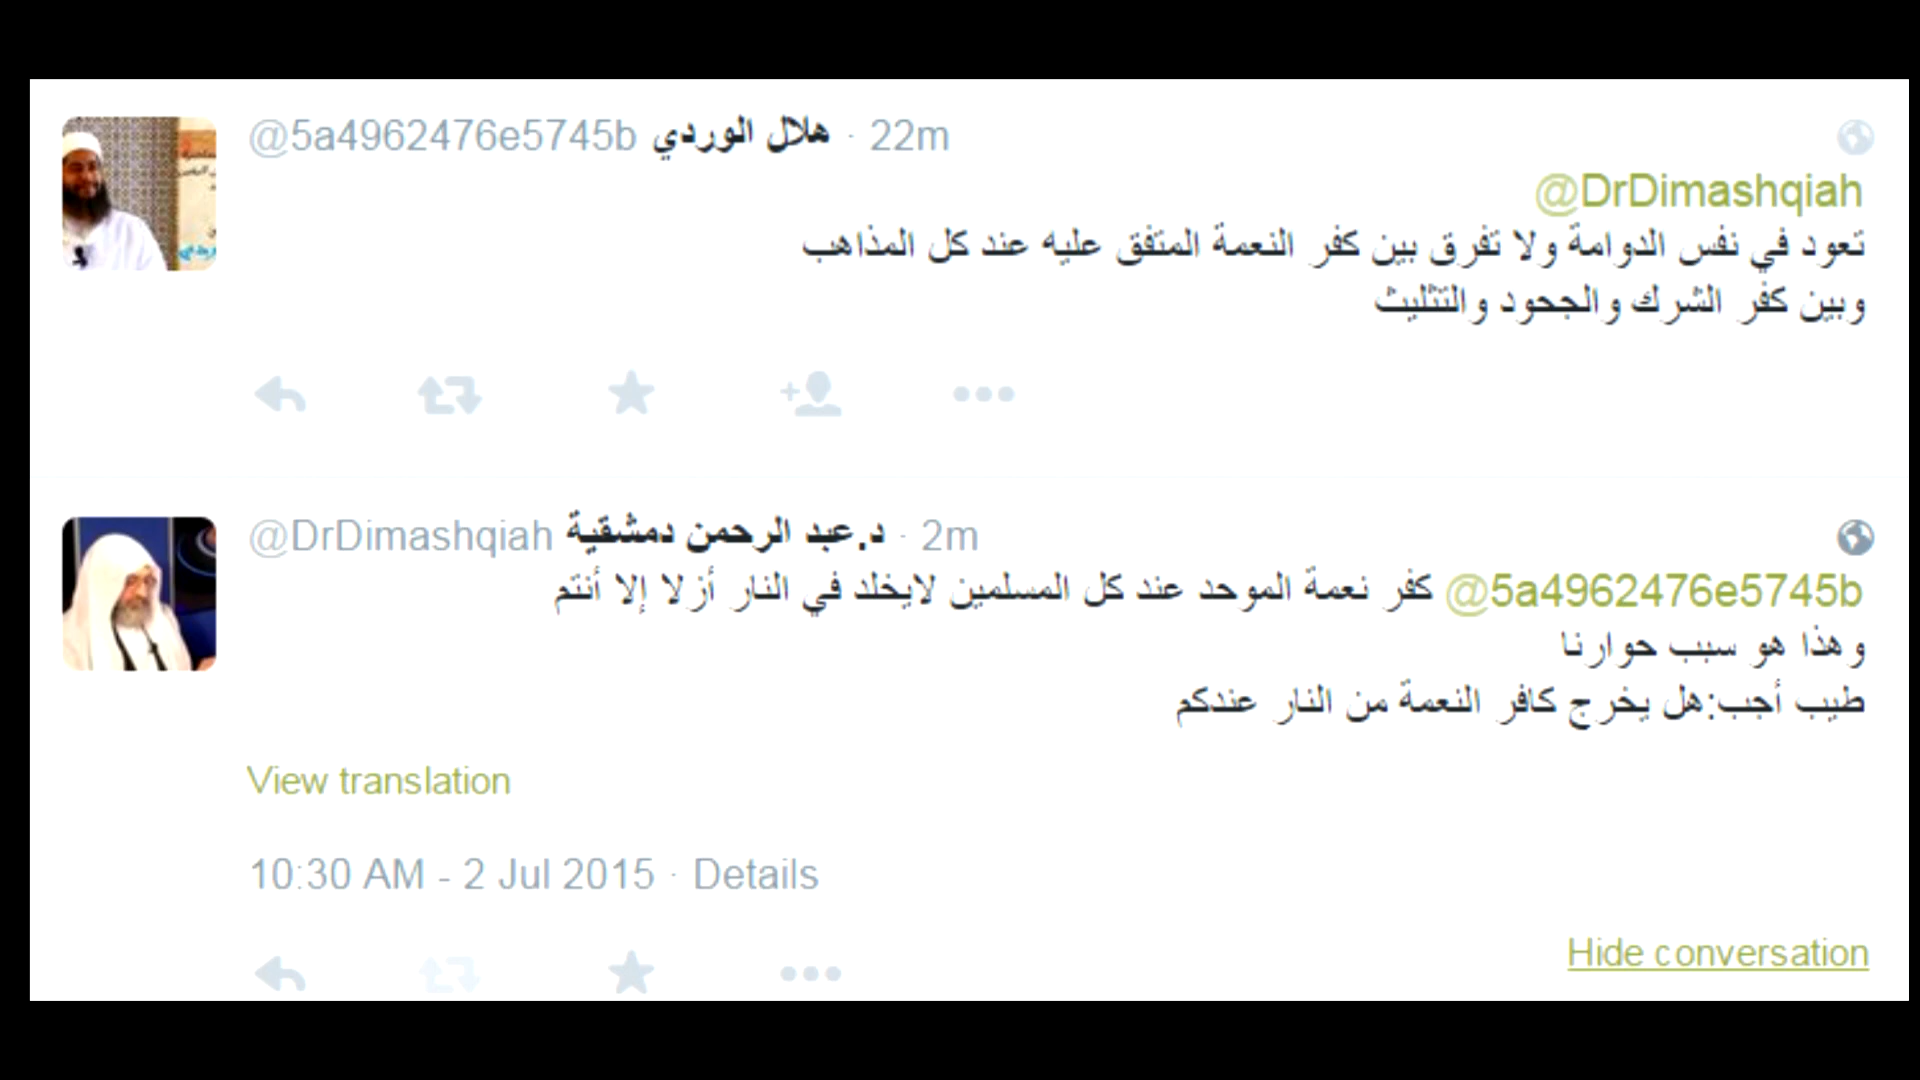 @5a4962476e5745b هلال الوردي · 22m
@DrDimashqiah
تعود في نفس الدوامة ولا تفرق بين كفر النعمة المتفق عليه عند كل المذاهب
وبين كفر الشرك والجحود والتثليث
@DrDimashqiah د.عبد الرحمن دمشقية · 2m
@5a4962476e5745b كفر نعمة الموحد عند كل المسلمين لايخلد في النار أزلا إلا أنتم
وهذا هو سبب حوارنا
طيب أجب:هل يخرج كافر النعمة من النار عندكم
View translation
10:30 AM - 2 Jul 2015 · Details
Hide conversation